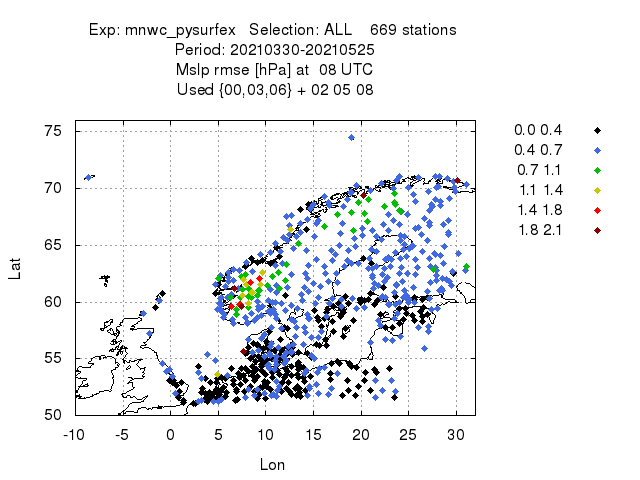 Exp: mnwc_pysurfex   Selection: ALL    669 stations
Period: 20210330-20210525
Mslp rmse [hPa] at  08 UTC
Used {00,03,06} + 02 05 08
0.0 0.4
0.4 0.7
0.7 1.1
1.1 1.4
1.4 1.8
1.8 2.1
75
70
65
60
55
50
Lat
-10 -5 0 5 10 15 20 25 30
Lon